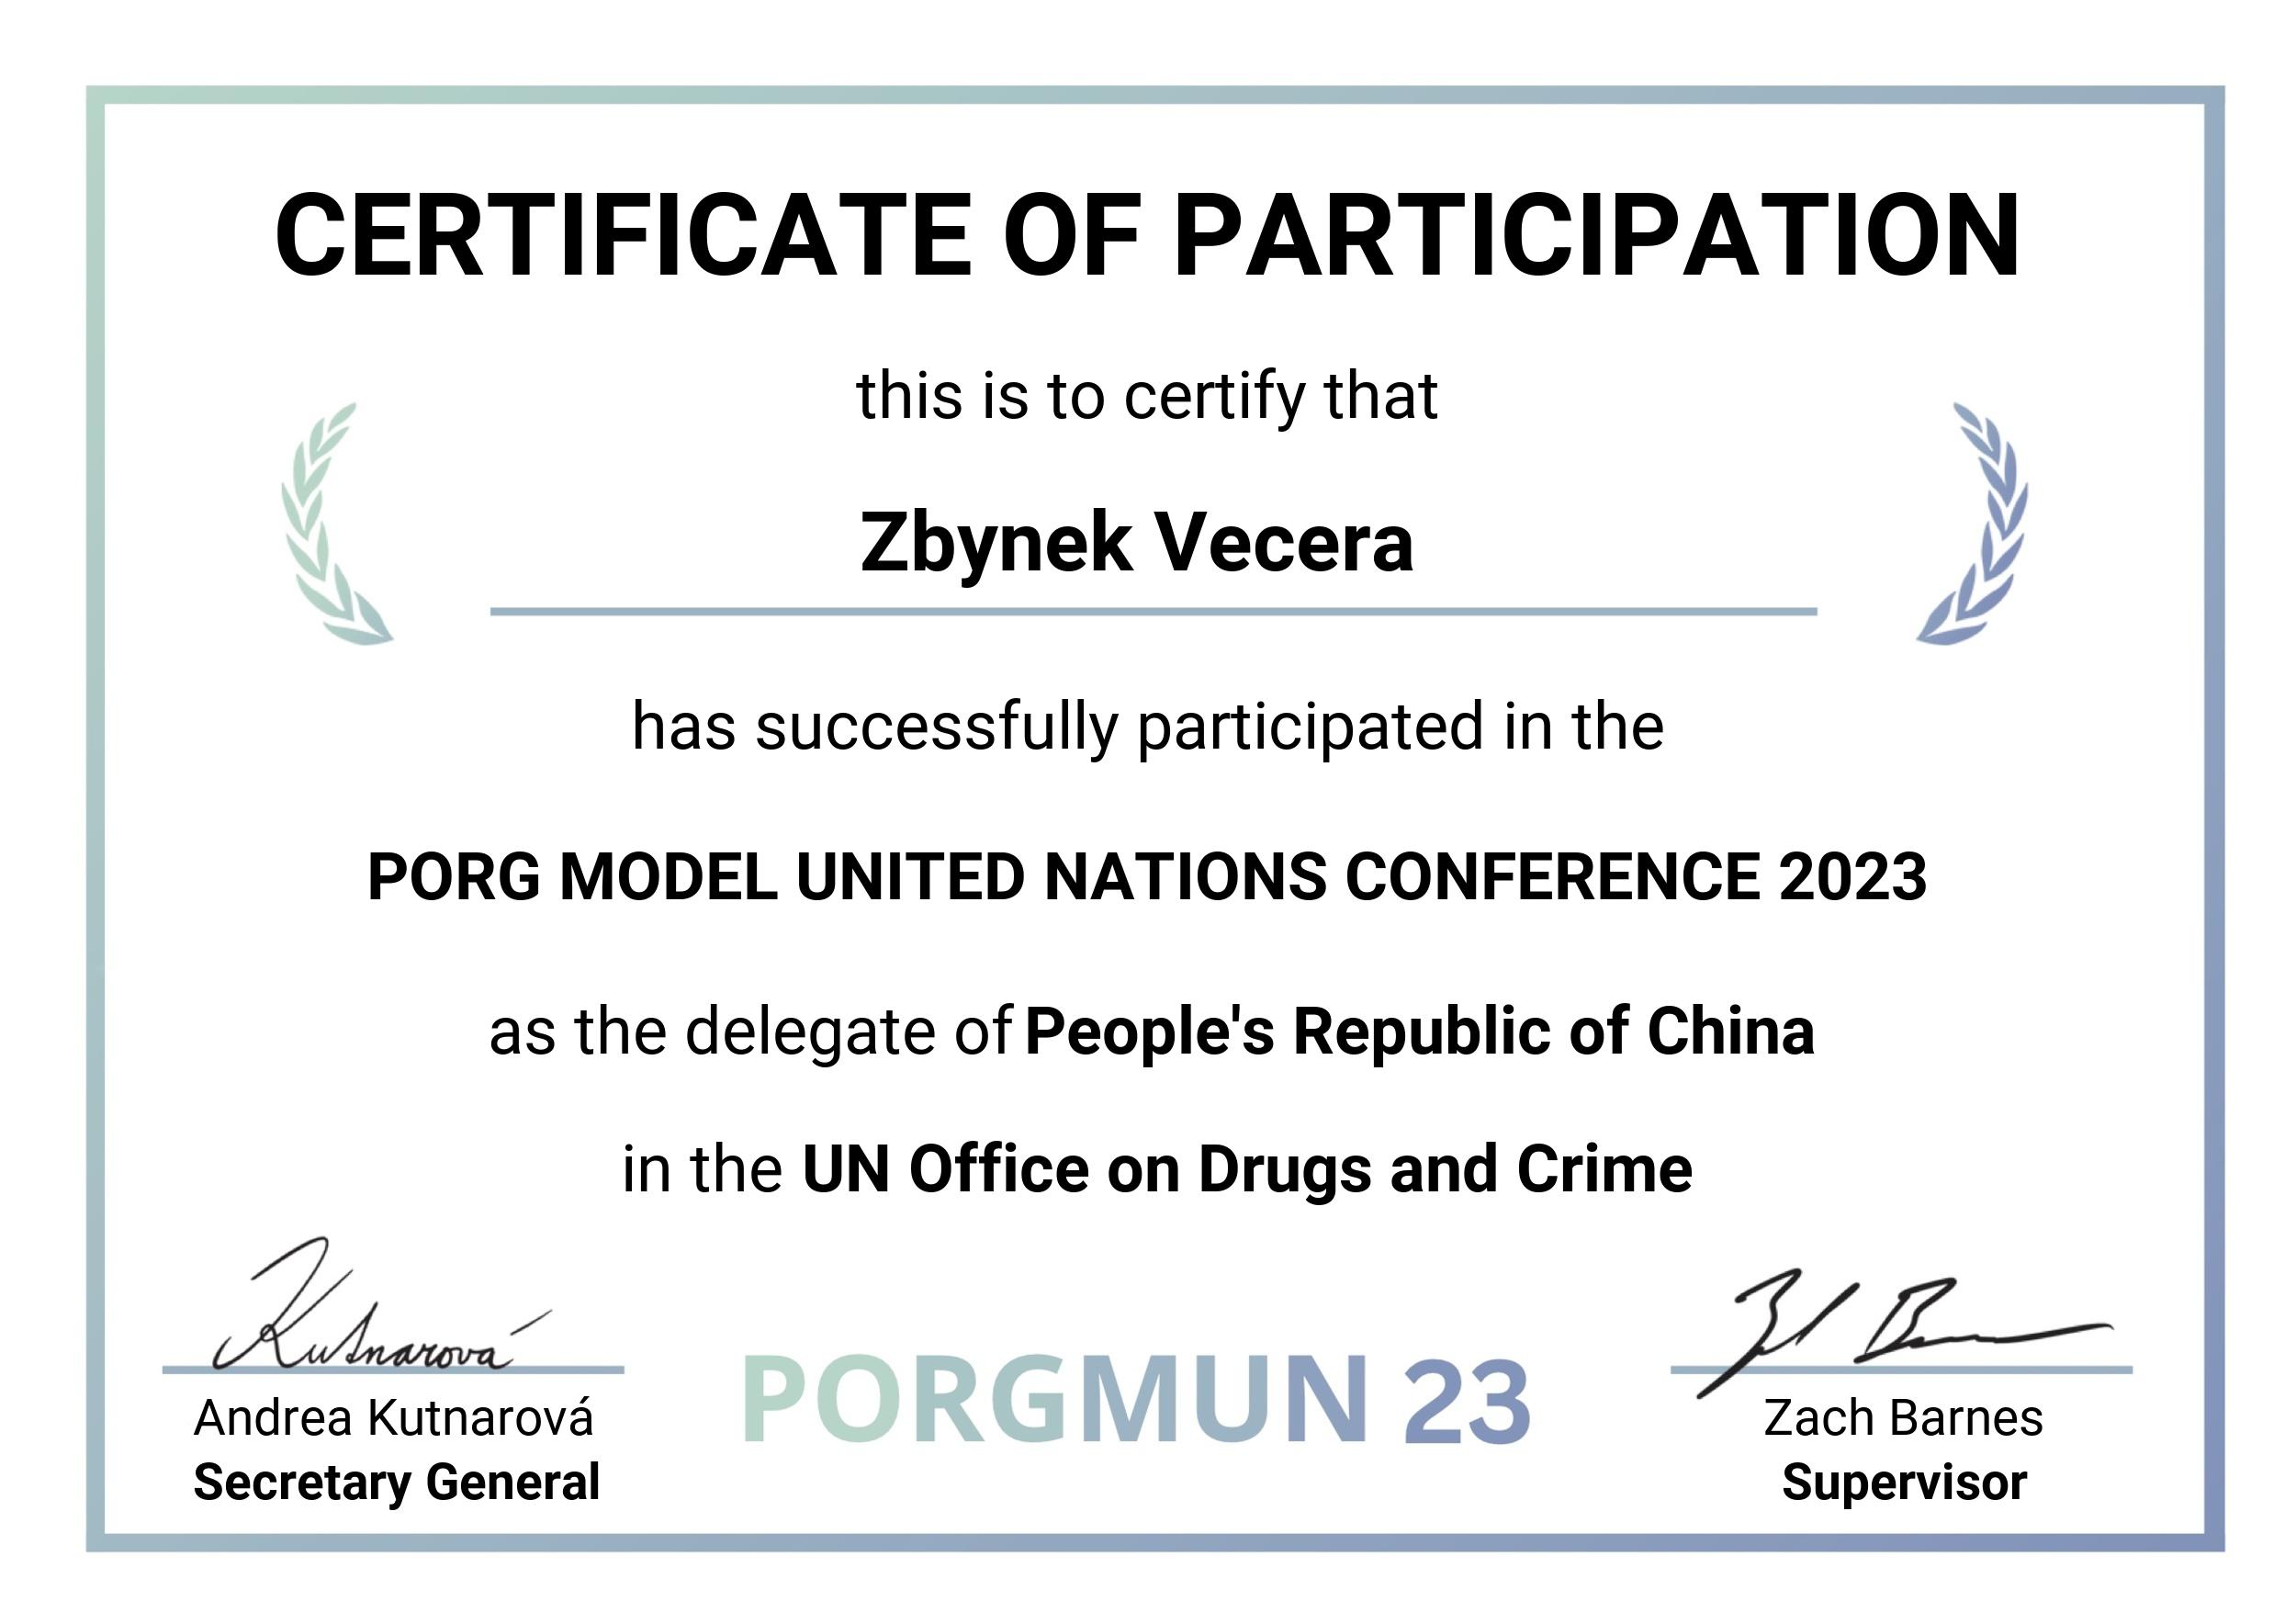 CERTIFICATE OF PARTICIPATION
this is to certify that
Zbynek Vecera
has successfully participated in the
PORG MODEL UNITED NATIONS CONFERENCE 2023
as the delegate of People's Republic of China
in the UN Office on Drugs and Crime
Kutnarová
Andrea Kutnarová
Secretary General
PORGMUN 23
Zach Barnes
Supervisor